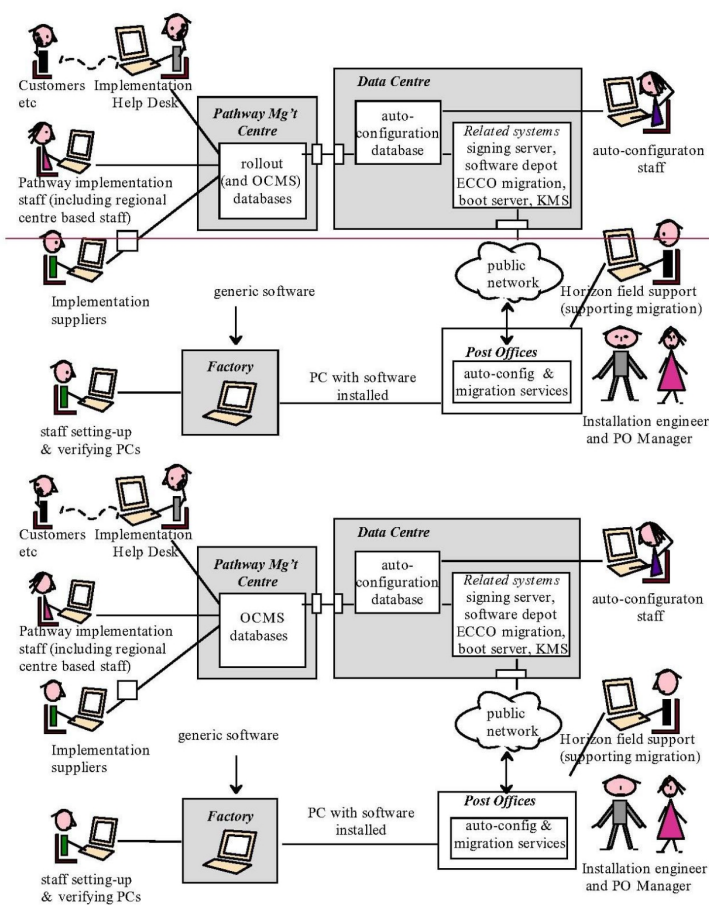 Customers
etc
Implementation
Help Desk
Pathway Mg't
Centre
rollout
(and OCMS)
databases
Data Centre
auto-
configuration
database
Related systems
signing server,
software depot
ECCO migration,
boot server, KMS
auto-configuraton
staff
Pathway implementation
staff (including regional
centre based staff)
Implementation
suppliers
public
network
Horizon field support
(supporting migration)
generic software
Factory
PC with software
installed
Post Offices
auto-config &
migration services
Installation engineer
and PO Manager
staff setting-up
& verifying PCs
Customers
etc
Implementation
Help Desk
Pathway Mg't
Centre
OCMS
databases
Data Centre
auto-
configuration
database
Related systems
signing server,
software depot
ECCO migration,
boot server, KMS
auto-configuraton
staff
Pathway implementation
staff (including regional
centre based staff)
Implementation
suppliers
public
network
Horizon field support
(supporting migration)
generic software
Factory
PC with software
installed
Post Offices
auto-config &
migration services
Installation engineer
and PO Manager
staff setting-up
& verifying PCs